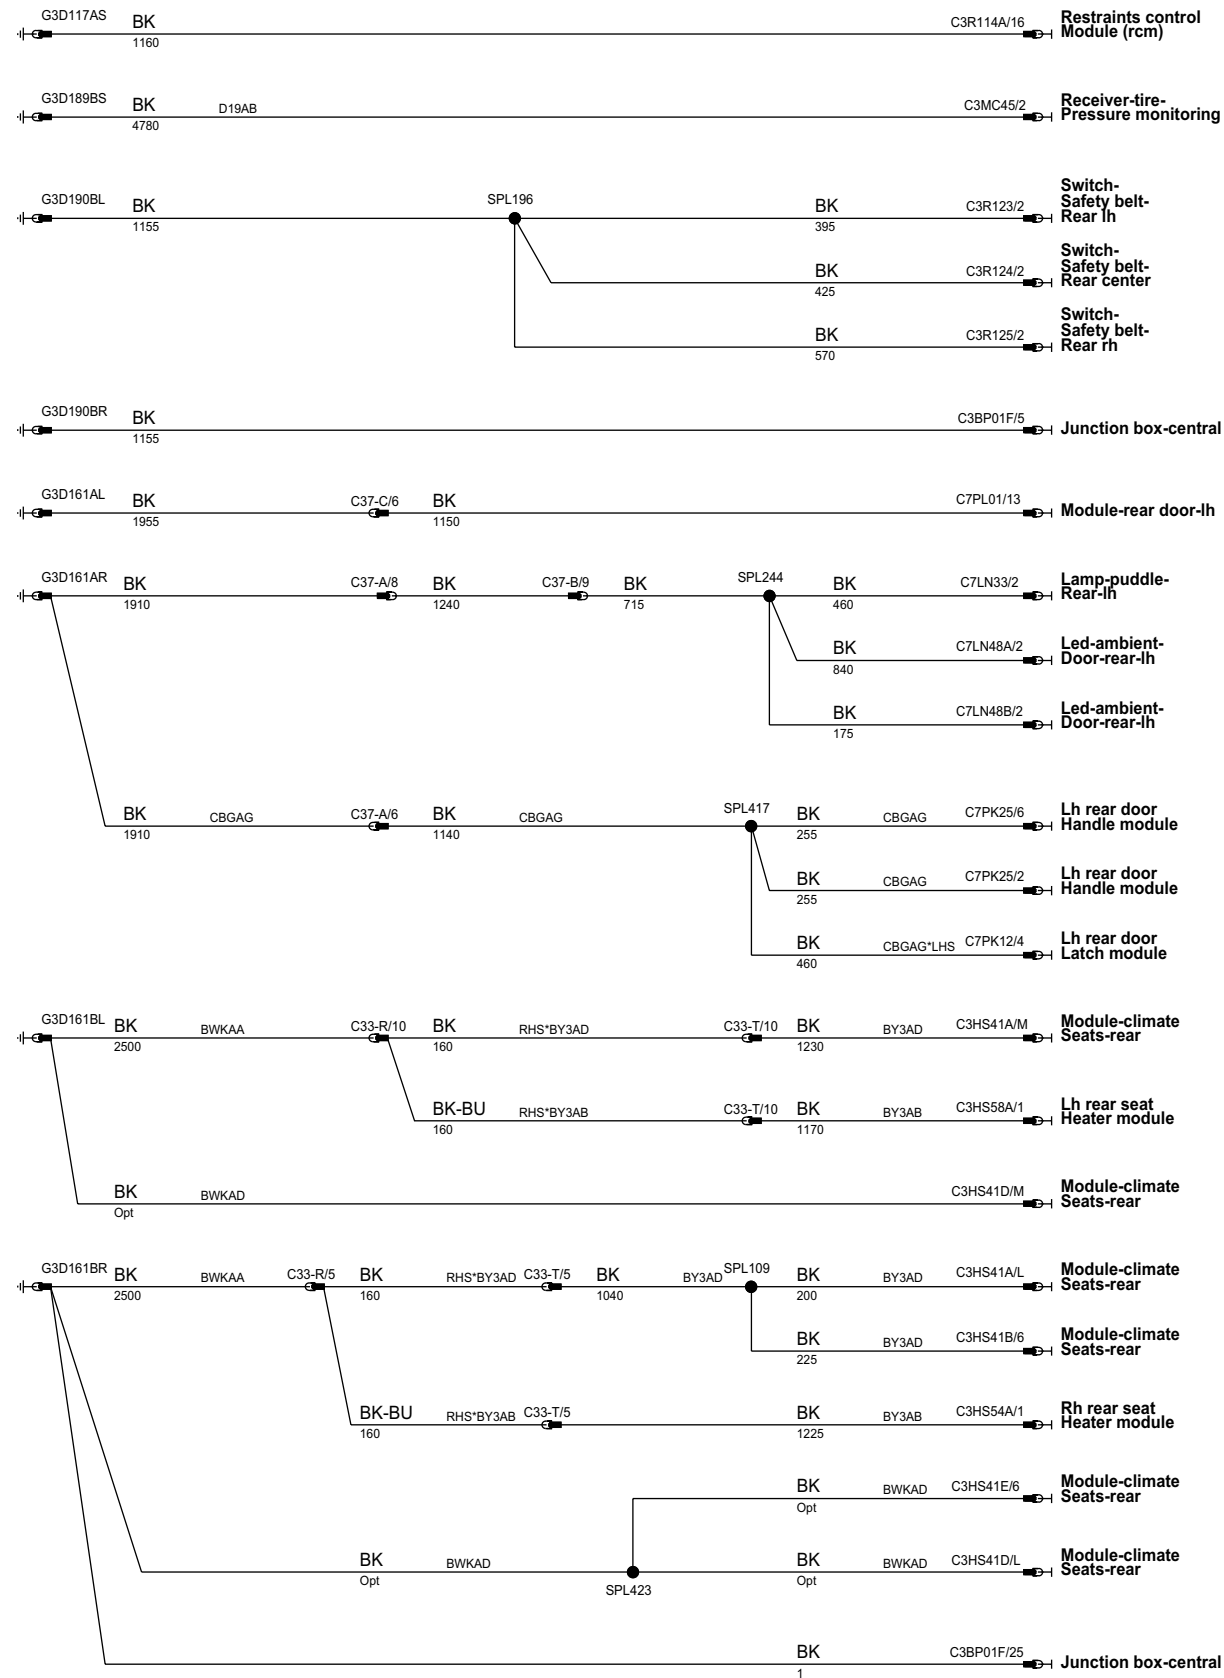 G3D117AS
BK
1160
C3R114A/16
Restraints control
Module (rcm)
G3D189BS
BK
4780
D19AB
C3MC45/2
Receiver-tire-
Pressure monitoring
G3D190BL
BK
1155
SPL196
BK
395
C3R123/2
Switch-
Safety belt-
Rear lh
BK
425
C3R124/2
Switch-
Safety belt-
Rear center
BK
570
C3R125/2
Switch-
Safety belt-
Rear rh
G3D190BR
BK
1155
C3BP01F/5
Junction box-central
G3D161AL
BK
1955
C37-C/6
BK
1150
C7PL01/13
Module-rear door-lh
G3D161AR
BK
1910
C37-A/8
BK
1240
C37-B/9
BK
715
SPL244
BK
460
C7LN33/2
Lamp-puddle-
Rear-lh
BK
840
C7LN48A/2
Led-ambient-
Door-rear-lh
BK
175
C7LN48B/2
Led-ambient-
Door-rear-lh
BK
1910
CBGAG
C37-A/6
BK
1140
CBGAG
SPL417
BK
255
CBGAG
C7PK25/6
Lh rear door
Handle module
BK
255
CBGAG
C7PK25/2
Lh rear door
Handle module
BK
460
CBGAG*LHS
C7PK12/4
Lh rear door
Latch module
G3D161BL
BK
2500
BWKAA
C33-R/10
BK
160
RHS*BY3AD
C33-T/10
BK
1230
BY3AD
C3HS41A/M
Module-climate
Seats-rear
BK-BU
160
RHS*BY3AB
C33-T/10
BK
1170
BY3AB
C3HS58A/1
Lh rear seat
Heater module
BK
Opt
BWKAD
C3HS41D/M
Module-climate
Seats-rear
G3D161BR
BK
2500
BWKAA
C33-R/5
BK
160
RHS*BY3AD
C33-T/5
BK
1040
BY3AD
SPL109
BK
200
BY3AD
C3HS41A/L
Module-climate
Seats-rear
BK
225
BY3AD
C3HS41B/6
Module-climate
Seats-rear
BK-BU
160
RHS*BY3AB
C33-T/5
BK
1225
BY3AB
C3HS54A/1
Rh rear seat
Heater module
BK
Opt
BWKAD
C3HS41E/6
Module-climate
Seats-rear
BK
Opt
BWKAD
SPL423
BK
Opt
BWKAD
C3HS41D/L
Module-climate
Seats-rear
BK
1
C3BP01F/25
Junction box-central